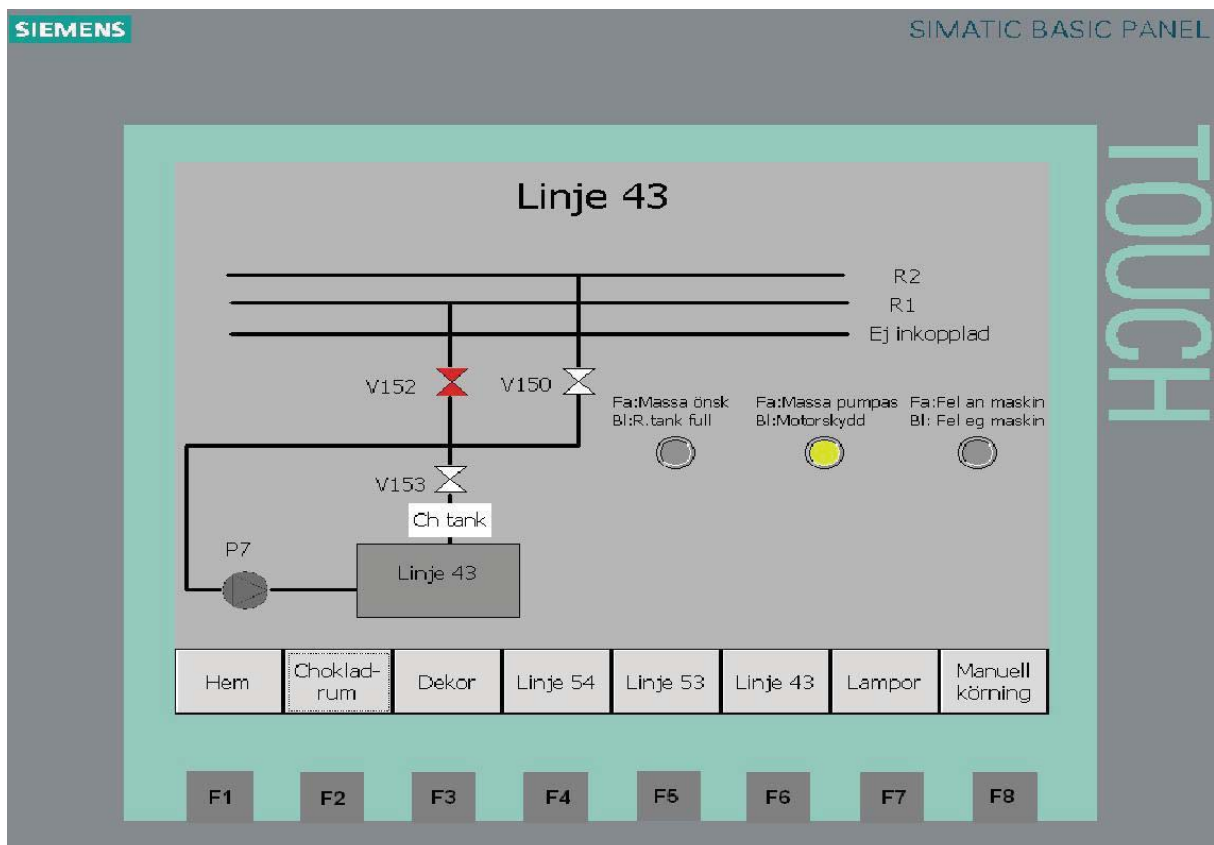 SIEMENS
SIMATIC BASIC PANEL
TOUCH
Linje 43
R2
R1
Ej inkopplad
V152
V150
Fa:Massa önsk
Bl:R.tank full
Fa:Massa pumpas
Bl:Motorskydd
Fa:Fel an maskin
Bl: Fel eg maskin
V153
Ch tank
P7
Linje 43
Hem
Choklad-
rum
Dekor
Linje 54
Linje 53
Linje 43
Lampor
Manuell
körning
F1
F2
F3
F4
F5
F6
F7
F8